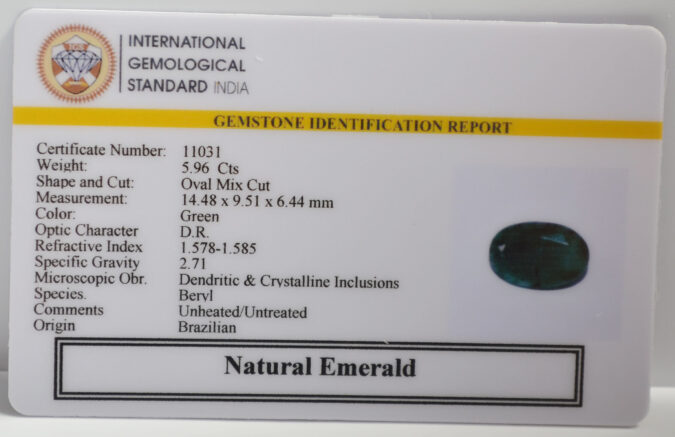 IGS
INTERNATIONAL
GEMOLOGICAL
STANDARD INDIA
GEMSTONE IDENTIFICATION REPORT
Certificate Number: 11031
Weight: 5.96 Cts
Shape and Cut: Oval Mix Cut
Measurement: 14.48 x 9.51 x 6.44 mm
Color: Green
Optic Character D.R.
Refractive Index 1.578-1.585
Specific Gravity 2.71
Microscopic Obr. Dendritic & Crystalline Inclusions
Species. Beryl
Comments Unheated/Untreated
Origin Brazilian
Natural Emerald